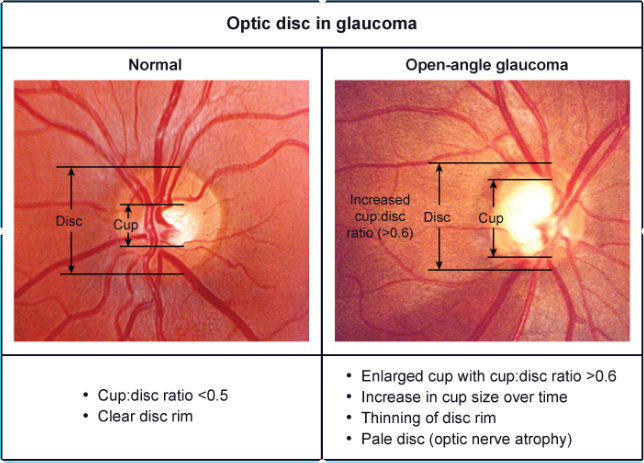 Optic disc in glaucoma
Normal
Open-angle glaucoma
Disc
Cup
Increased
cup:disc
ratio (>0.6)
Disc
Cup
• Cup:disc ratio <0.5
• Clear disc rim
• Enlarged cup with cup:disc ratio >0.6
• Increase in cup size over time
• Thinning of disc rim
• Pale disc (optic nerve atrophy)